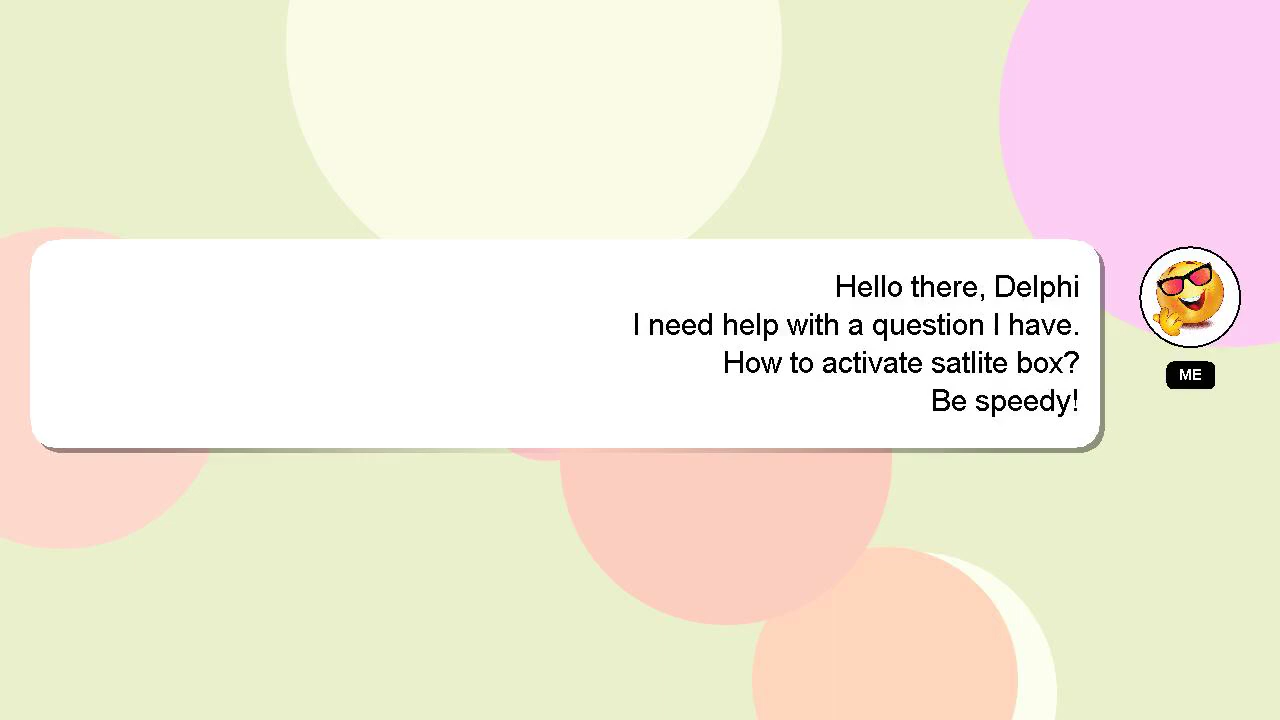 Hello there, Delphi
I need help with a question I have.
How to activate satlite box?
Be speedy!
ME